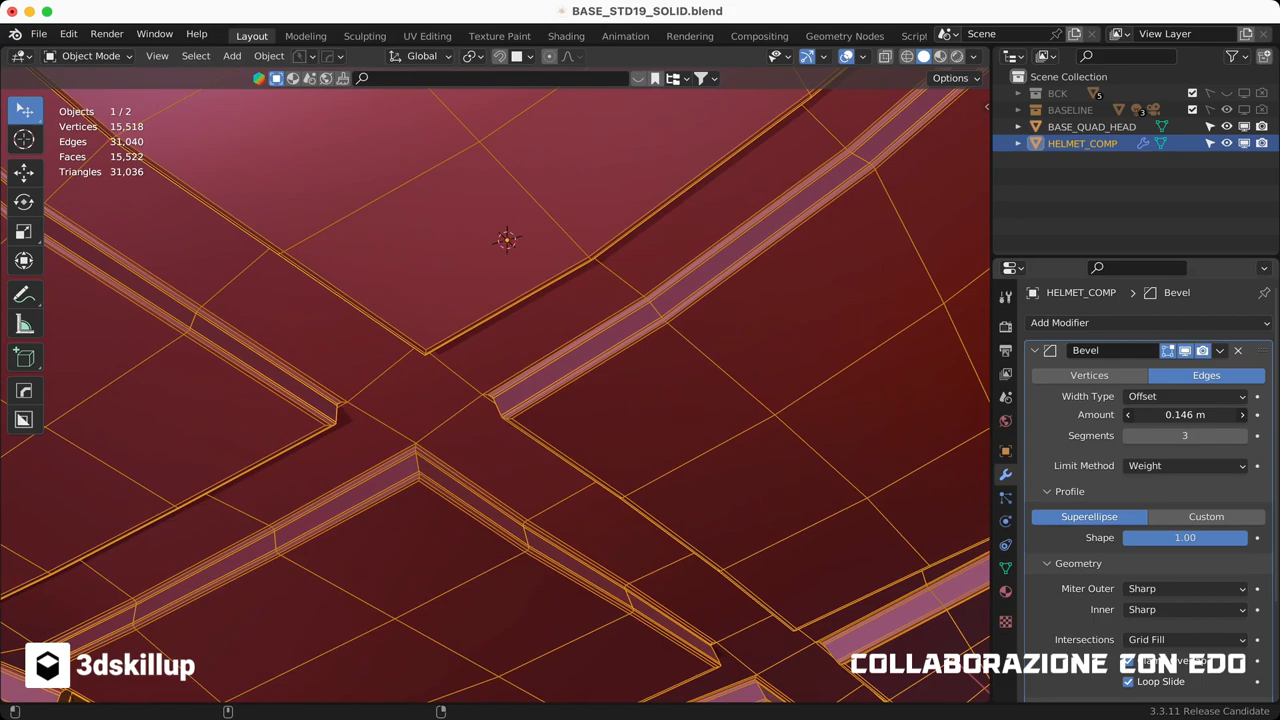 BASE_STD19_SOLID.blend
File Edit Render Window Help Layout Modeling Sculpting UV Editing Texture Paint Shading Animation Rendering Compositing Geometry Nodes Script Scene View Layer
Object Mode View Select Add Object Global
Options
Objects 1 / 2
Vertices 15,518
Edges 31,040
Faces 15,522
Triangles 31,036
Scene Collection
BCK 5
BASELINE 3
BASE_QUAD_HEAD
HELMET_COMP
HELMET_COMP Bevel
Add Modifier
Bevel
Vertices Edges
Width Type Offset
Amount 0.146 m
Segments 3
Limit Method Weight
Profile
Superellipse Custom
Shape 1.00
Geometry
Miter Outer Sharp
Inner Sharp
Intersections Grid Fill
Loop Slide
3dskillup
COLLABORAZIONE CON EDO
3.3.11 Release Candidate